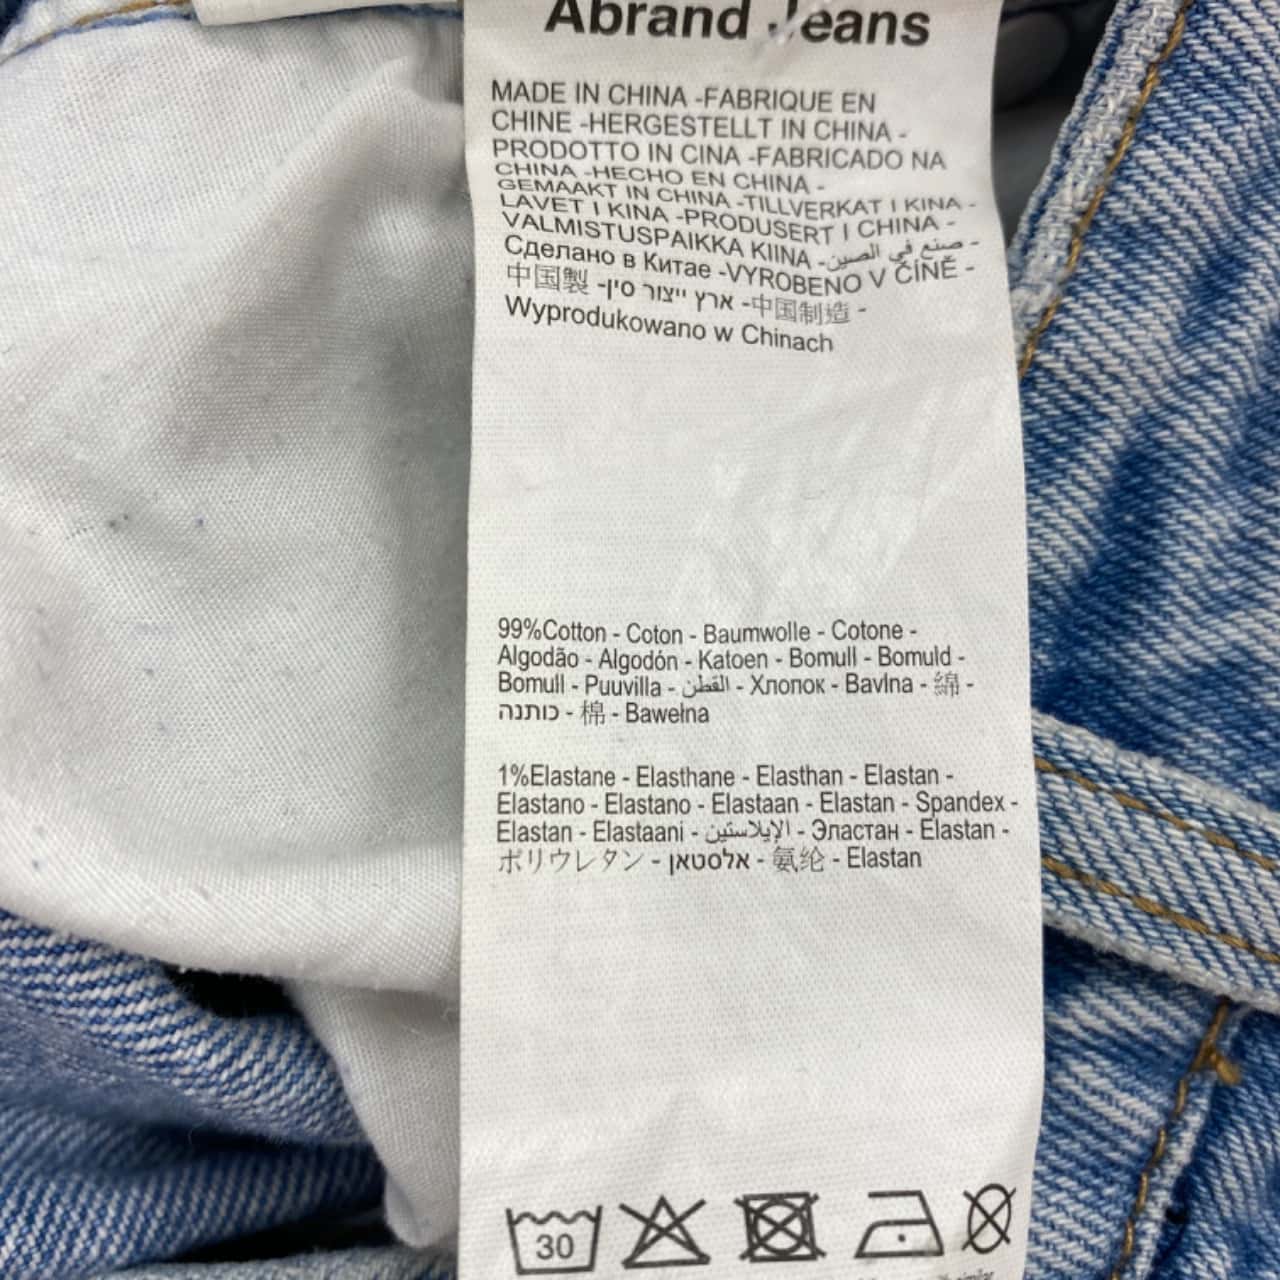 Abrand Jeans
MADE IN CHINA -FABRIQUE EN
CHINE -HERGESTELLT IN CHINA -
PRODOTTO IN CINA -FABRICADO NA
CHINA -HECHO EN CHINA -
GEMAAKT IN CHINA -TILLVERKAT I KINA -
LAVET I KINA -PRODUSERT I CHINA -
VALMISTUSPAIKKA KIINA -صنع في الصين -
Сделано в Китае -VYROBENO V ČÍNĚ -
中国製 -ארץ ייצור סין -中国制造 -
Wyprodukowano w Chinach
99%Cotton - Coton - Baumwolle - Cotone -
Algodão - Algodón - Katoen - Bomull - Bomuld -
Bomull - Puuvilla - القطن - Хлопок - Bavlna - 綿 -
כותנה - 棉 - Bawełna
1%Elastane - Elasthane - Elasthan - Elastan -
Elastano - Elastano - Elastaan - Elastan - Spandex -
Elastan - Elastaani - الإيلاستين - Эластан - Elastan -
ポリウレタン - אלסטאן - 氨纶 - Elastan
30